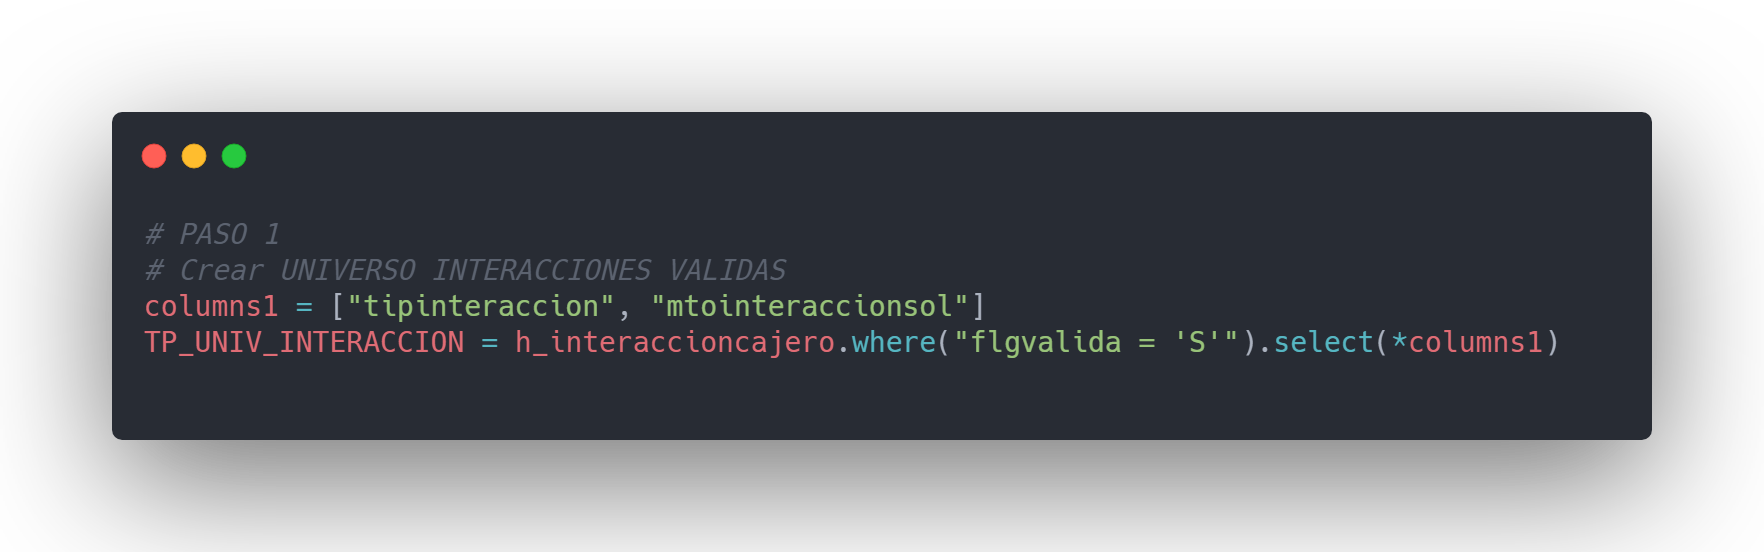 # PASO 1
# Crear UNIVERSO INTERACCIONES VALIDAS
columns1 = ["tipinteraccion", "mtointeraccionsol"]
TP_UNIV_INTERACCION = h_interaccioncajero.where("flgvalida = 'S'").select(*columns1)